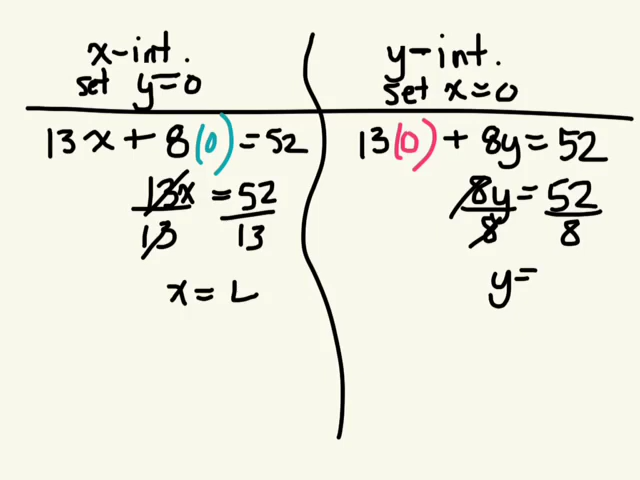 x-int.
set y=0
13x + 8(0) = 52
13x = 52
13 13
x =
y-int.
set x=0
13(0) + 8y = 52
8y = 52
8 8
y =